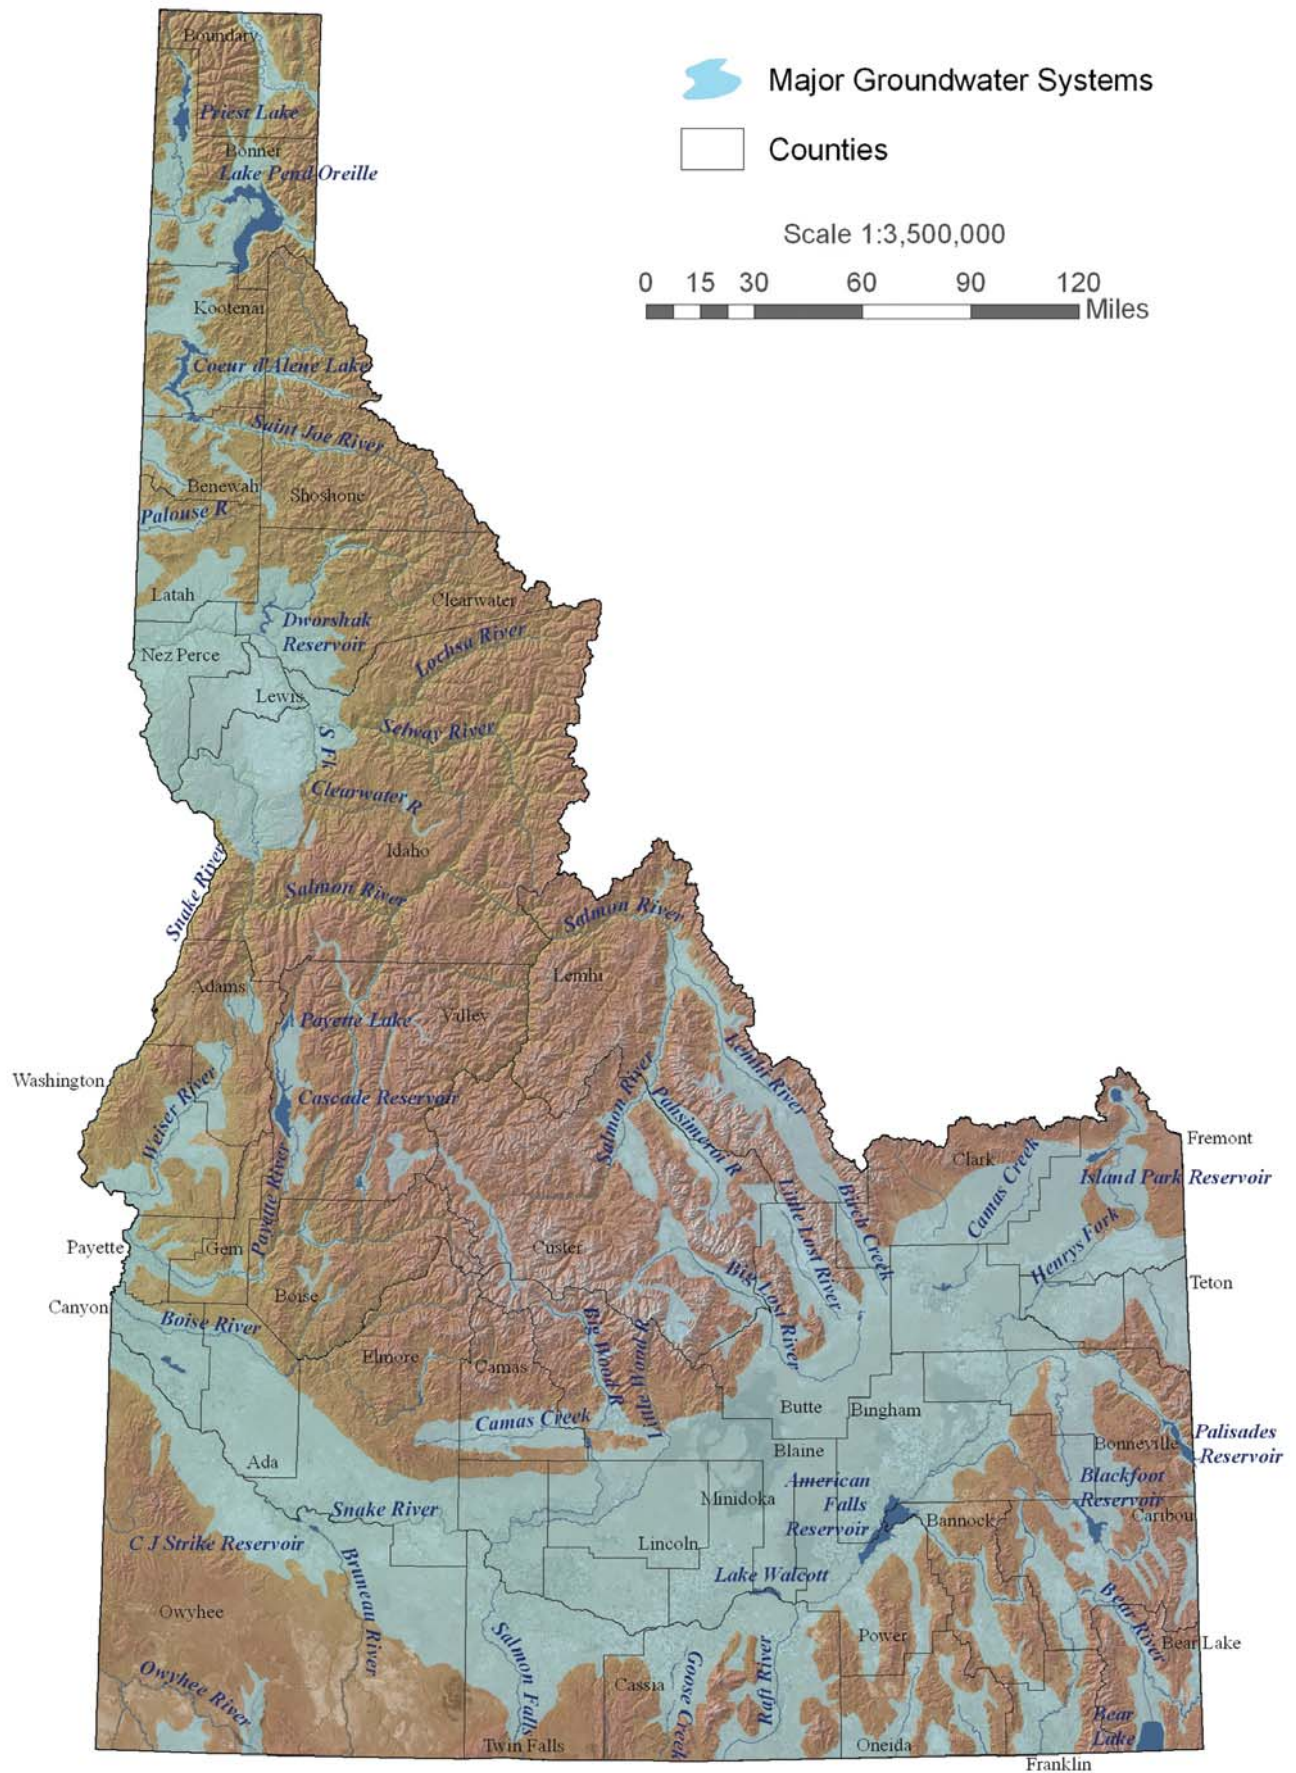 Boundary
Major Groundwater Systems
Priest Lake
Counties
Bonner
Lake Pend Oreille
Scale 1:3,500,000
0 15 30 60 90 120
Miles
Kootenai
Coeur d'Alene Lake
Saint Joe River
Benewah
Shoshone
Palouse R
Latah
Clearwater
Dworshak
Reservoir
Lochsa River
Nez Perce
Lewis
Selway River
S Fk
Clearwater R
Idaho
Snake River
Salmon River
Salmon River
Lemhi
Adams
Payette Lake
Valley
Lemhi River
Washington
Weiser River
Cascade Reservoir
Salmon River
Pahsimeroi R
Fremont
Clark
Camas Creek
Island Park Reservoir
Payette River
Little Lost River
Birch Creek
Henrys Fork
Payette
Gem
Custer
Big Lost River
Teton
Canyon
Boise
Boise River
Elmore
Camas
Big Wood R
Little Wood R
Camas Creek
Butte
Bingham
Ada
Blaine
Bonneville
Palisades
Reservoir
American
Falls
Reservoir
Blackfoot
Reservoir
Minidoka
Snake River
Bannock
Caribou
C J Strike Reservoir
Lincoln
Lake Walcott
Bruneau River
Owyhee
Salmon Falls
Power
Bear River
Bear Lake
Owyhee River
Cassia
Goose Creek
Raft River
Bear
Lake
Twin Falls
Oneida
Franklin